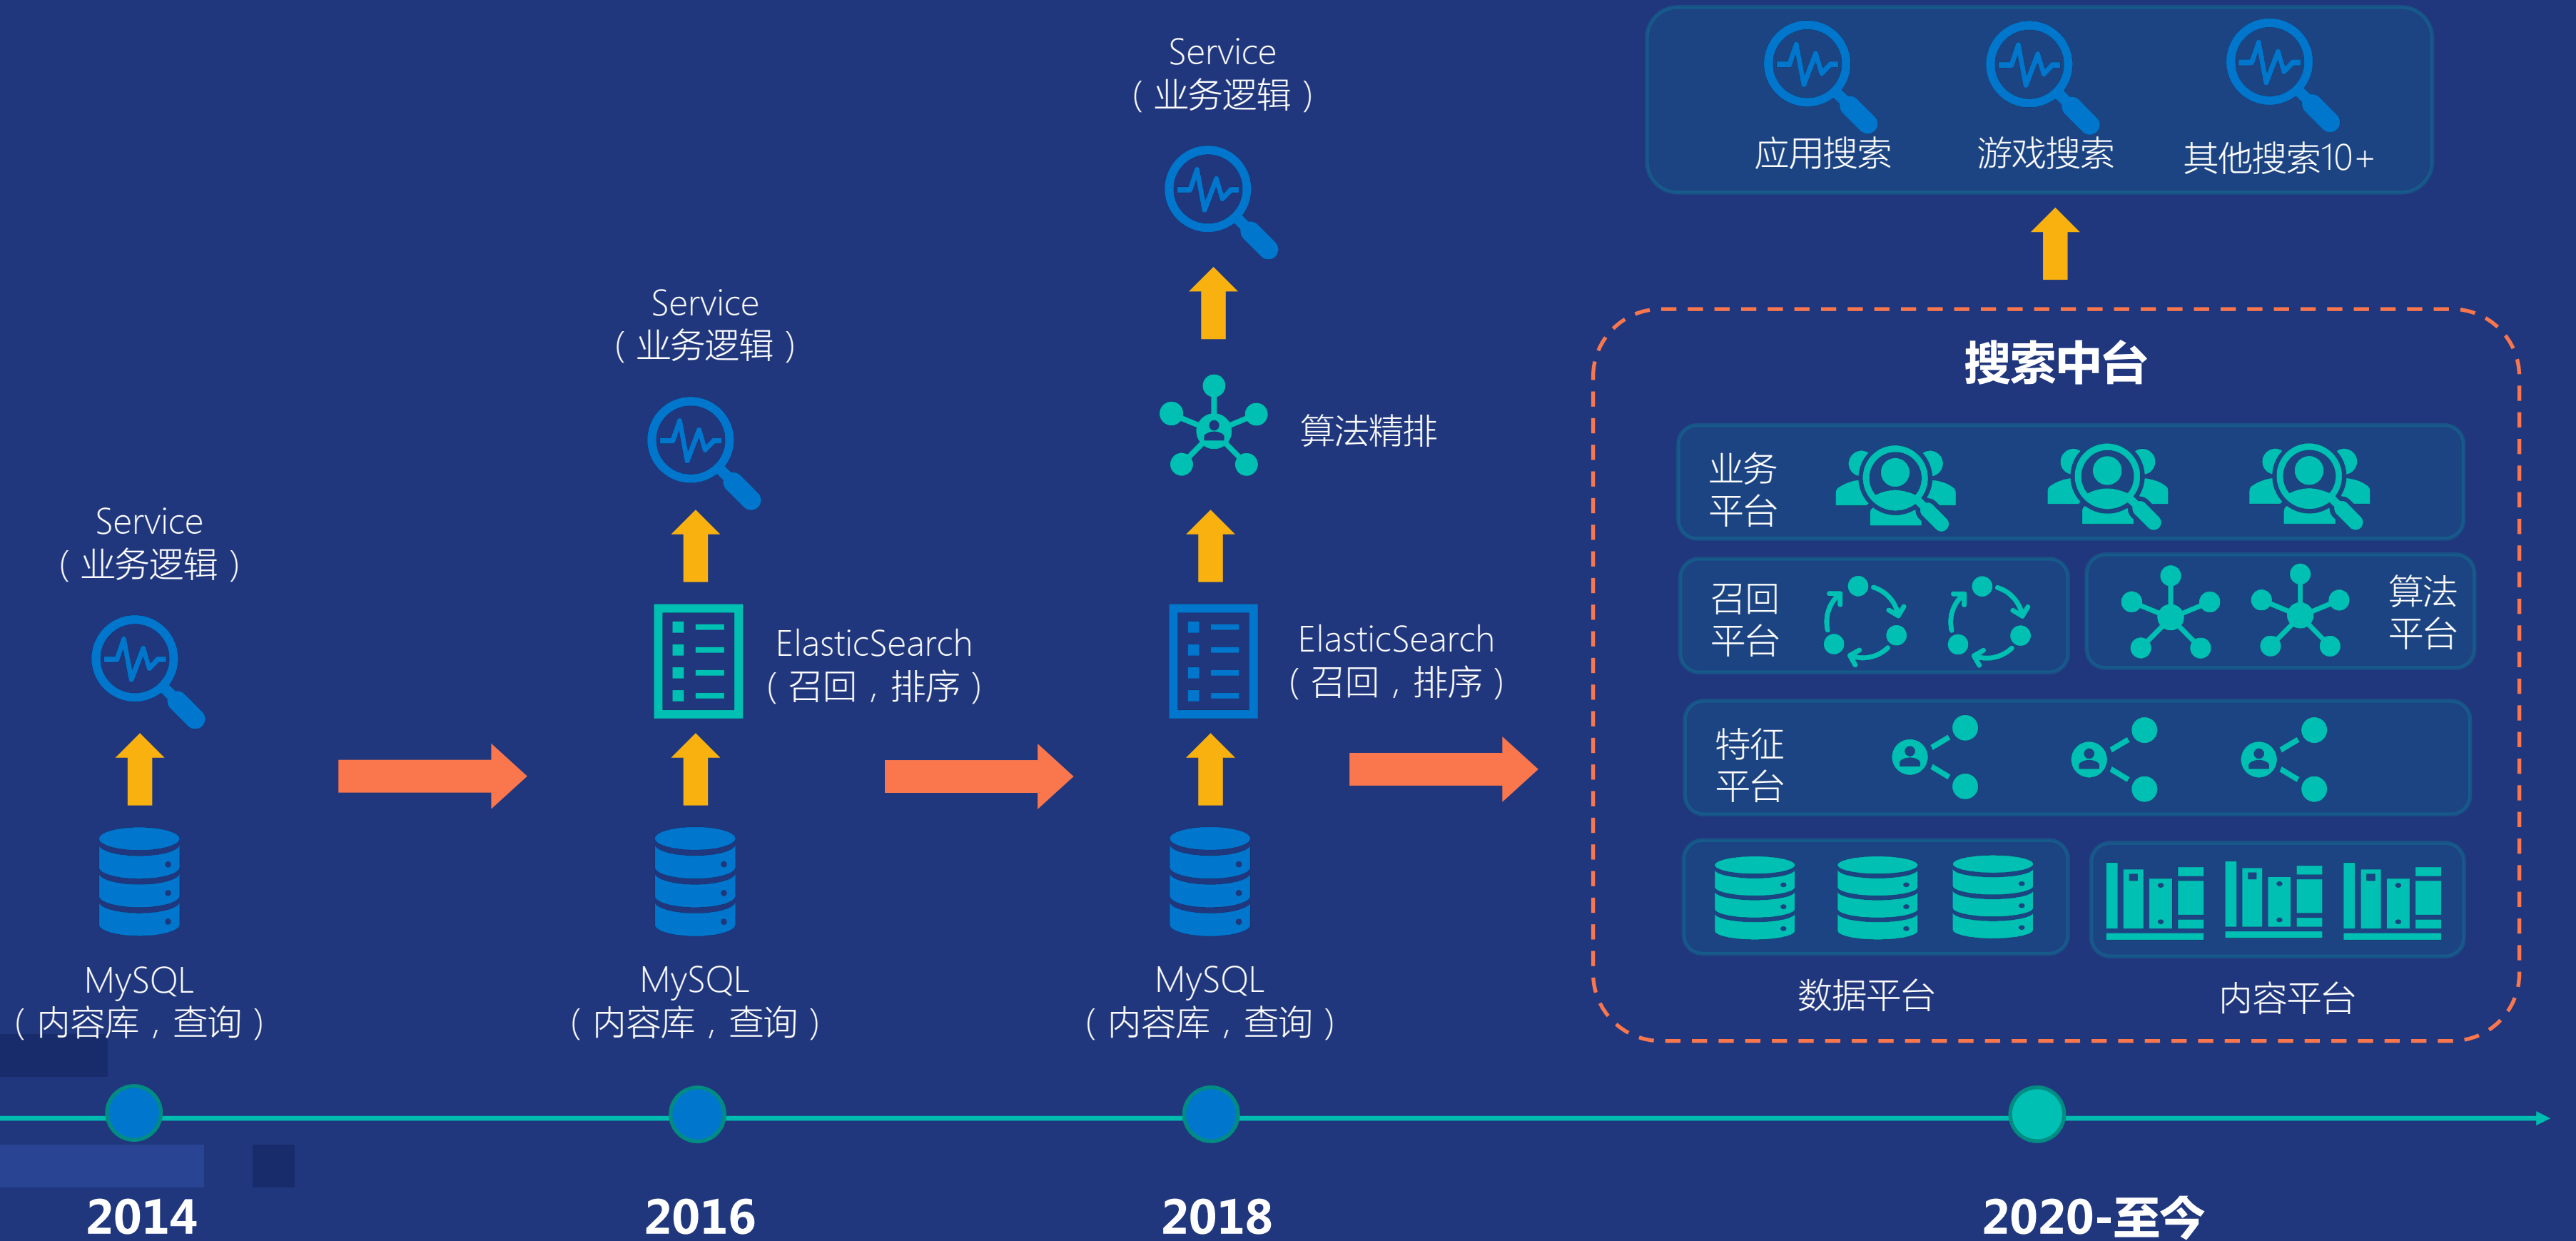 Service
（业务逻辑）
MySQL
（内容库，查询）
2014
Service
（业务逻辑）
ElasticSearch
（召回，排序）
MySQL
（内容库，查询）
2016
Service
（业务逻辑）
算法精排
ElasticSearch
（召回，排序）
MySQL
（内容库，查询）
2018
应用搜索
游戏搜索
其他搜索10+
搜索中台
业务
平台
召回
平台
算法
平台
特征
平台
数据平台
内容平台
2020-至今